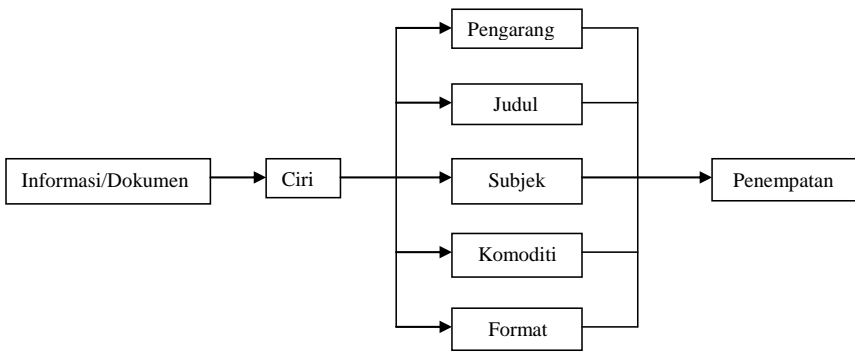 Informasi/Dokumen
Ciri
Pengarang
Judul
Subjek
Komoditi
Format
Penempatan